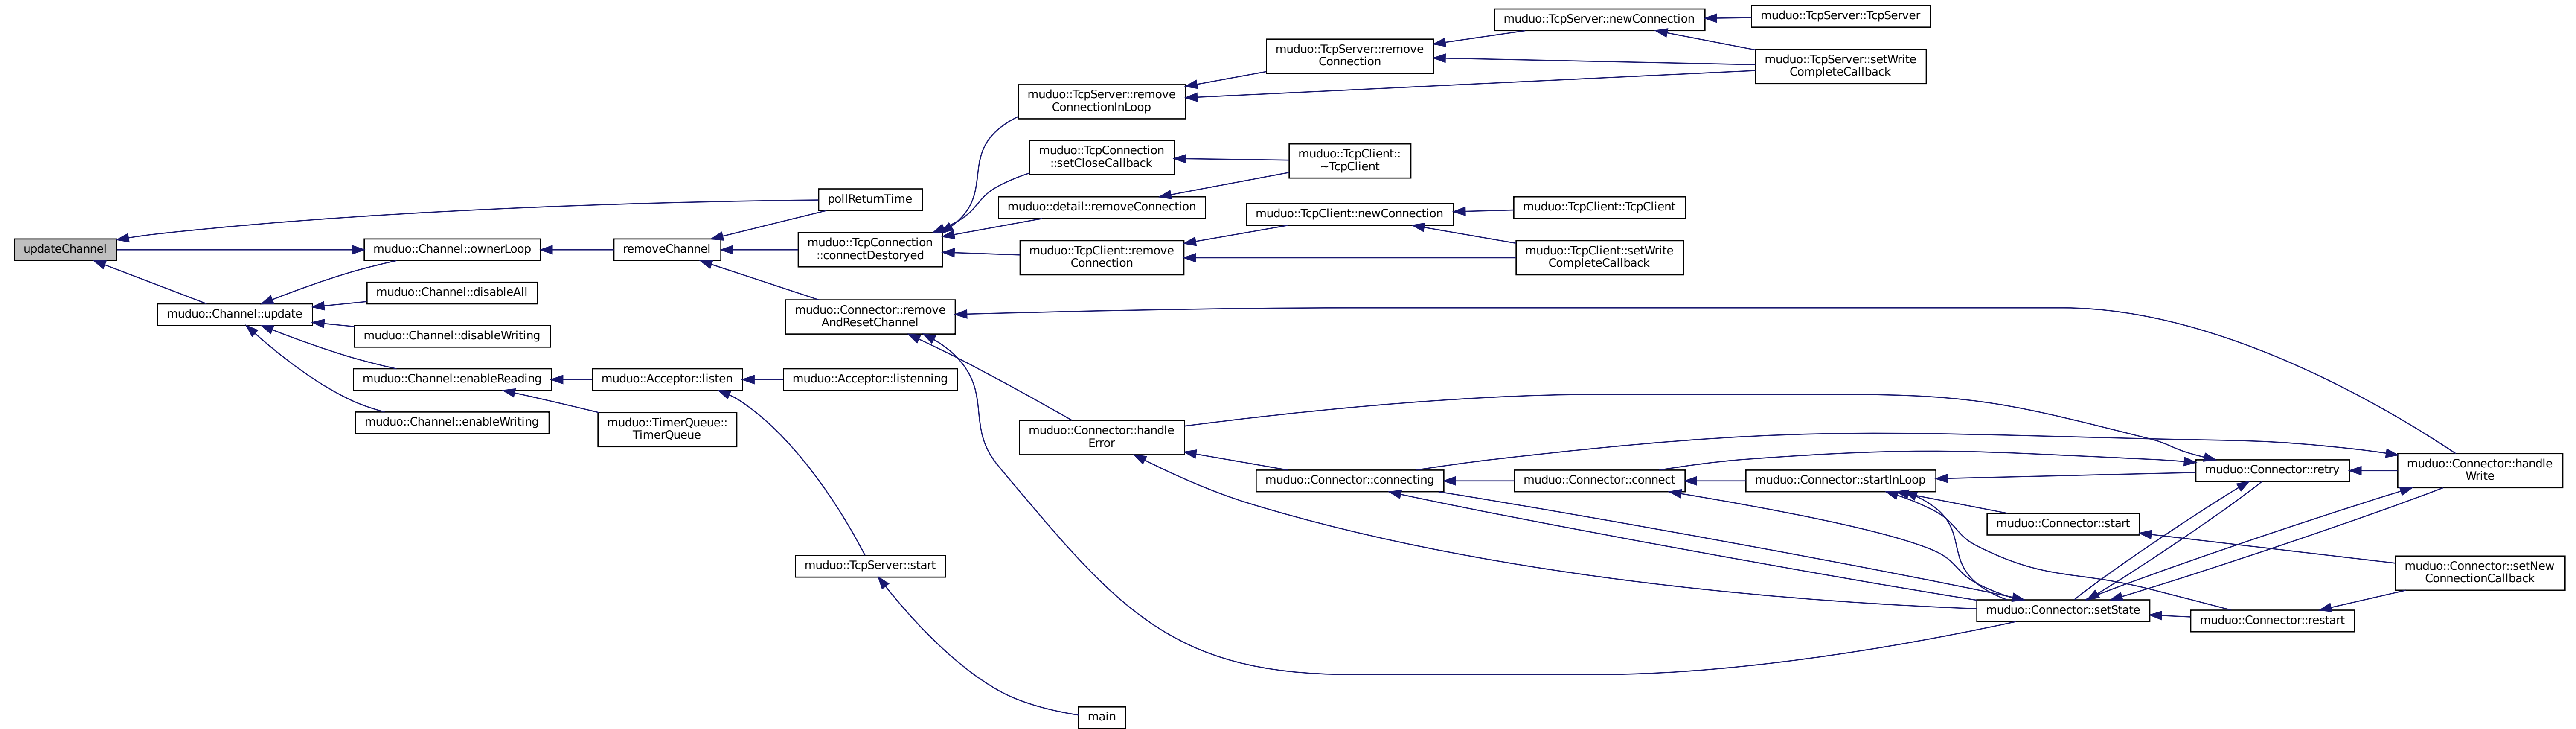 muduo::TcpServer::newConnection
muduo::TcpServer::TcpServer
muduo::TcpServer::remove
Connection
muduo::TcpServer::setWrite
CompleteCallback
muduo::TcpServer::remove
ConnectionInLoop
muduo::TcpConnection
::setCloseCallback
muduo::TcpClient::
~TcpClient
pollReturnTime
muduo::detail::removeConnection
muduo::TcpClient::newConnection
muduo::TcpClient::TcpClient
updateChannel
muduo::Channel::ownerLoop
removeChannel
muduo::TcpConnection
::connectDestoryed
muduo::TcpClient::remove
Connection
muduo::TcpClient::setWrite
CompleteCallback
muduo::Channel::disableAll
muduo::Channel::update
muduo::Connector::remove
AndResetChannel
muduo::Channel::disableWriting
muduo::Channel::enableReading
muduo::Acceptor::listen
muduo::Acceptor::listenning
muduo::Channel::enableWriting
muduo::TimerQueue::
TimerQueue
muduo::Connector::handle
Error
muduo::Connector::connecting
muduo::Connector::connect
muduo::Connector::startInLoop
muduo::Connector::retry
muduo::Connector::handle
Write
muduo::Connector::start
muduo::TcpServer::start
muduo::Connector::setNew
ConnectionCallback
muduo::Connector::setState
muduo::Connector::restart
main